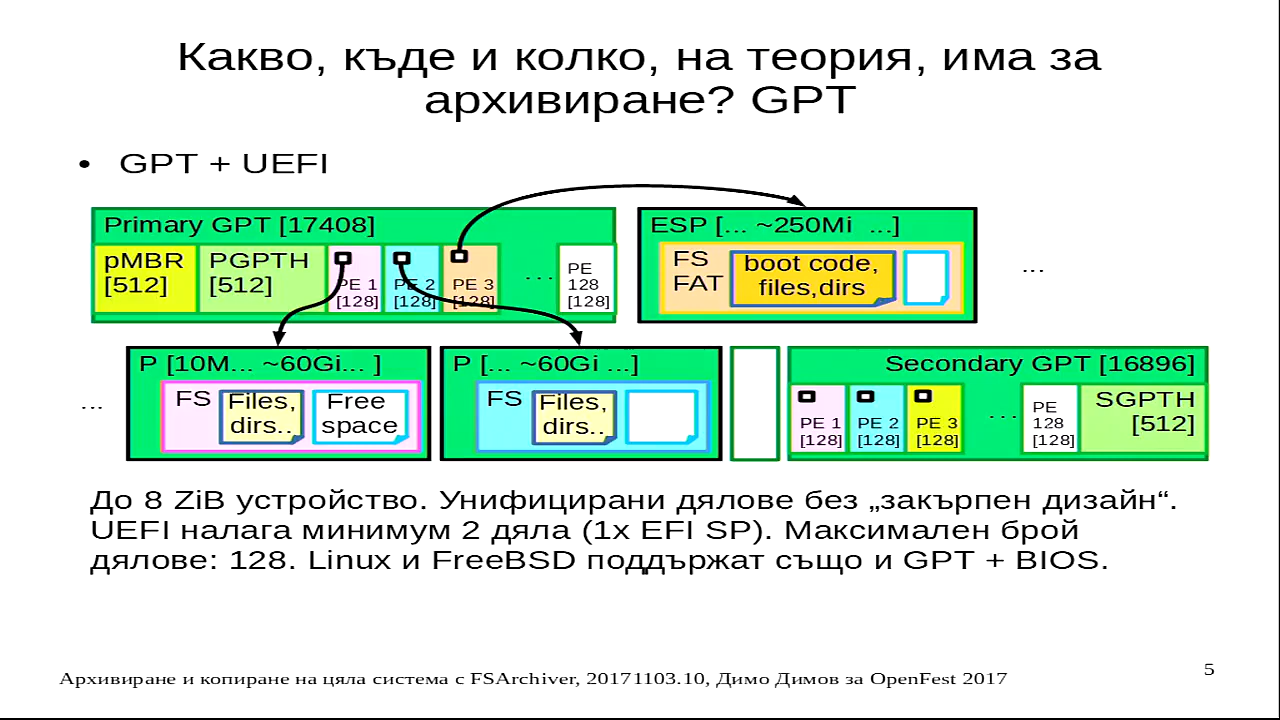 Какво, къде и колко, на теория, има за
архивиране? GPT
• GPT + UEFI
Primary GPT [17408]
pMBR
[512]
PGPTH
[512]
PE 1
[128]
PE 2
[128]
PE 3
[128]
...
PE
128
[128]
ESP [... ~250Mi ...]
FS
FAT
boot code,
files,dirs
...
...
P [10M... ~60Gi... ]
FS
Files,
dirs..
Free
space
P [... ~60Gi ...]
FS
Files,
dirs..
Secondary GPT [16896]
PE 1
[128]
PE 2
[128]
PE 3
[128]
...
PE
128
[128]
SGPTH
[512]
До 8 ZiB устройство. Унифицирани дялове без „закърпен дизайн“.
UEFI налага минимум 2 дяла (1x EFI SP). Максимален брой
дялове: 128. Linux и FreeBSD поддържат също и GPT + BIOS.
Архивиране и копиране на цяла система с FSArchiver, 20171103.10, Димо Димов за OpenFest 2017
5